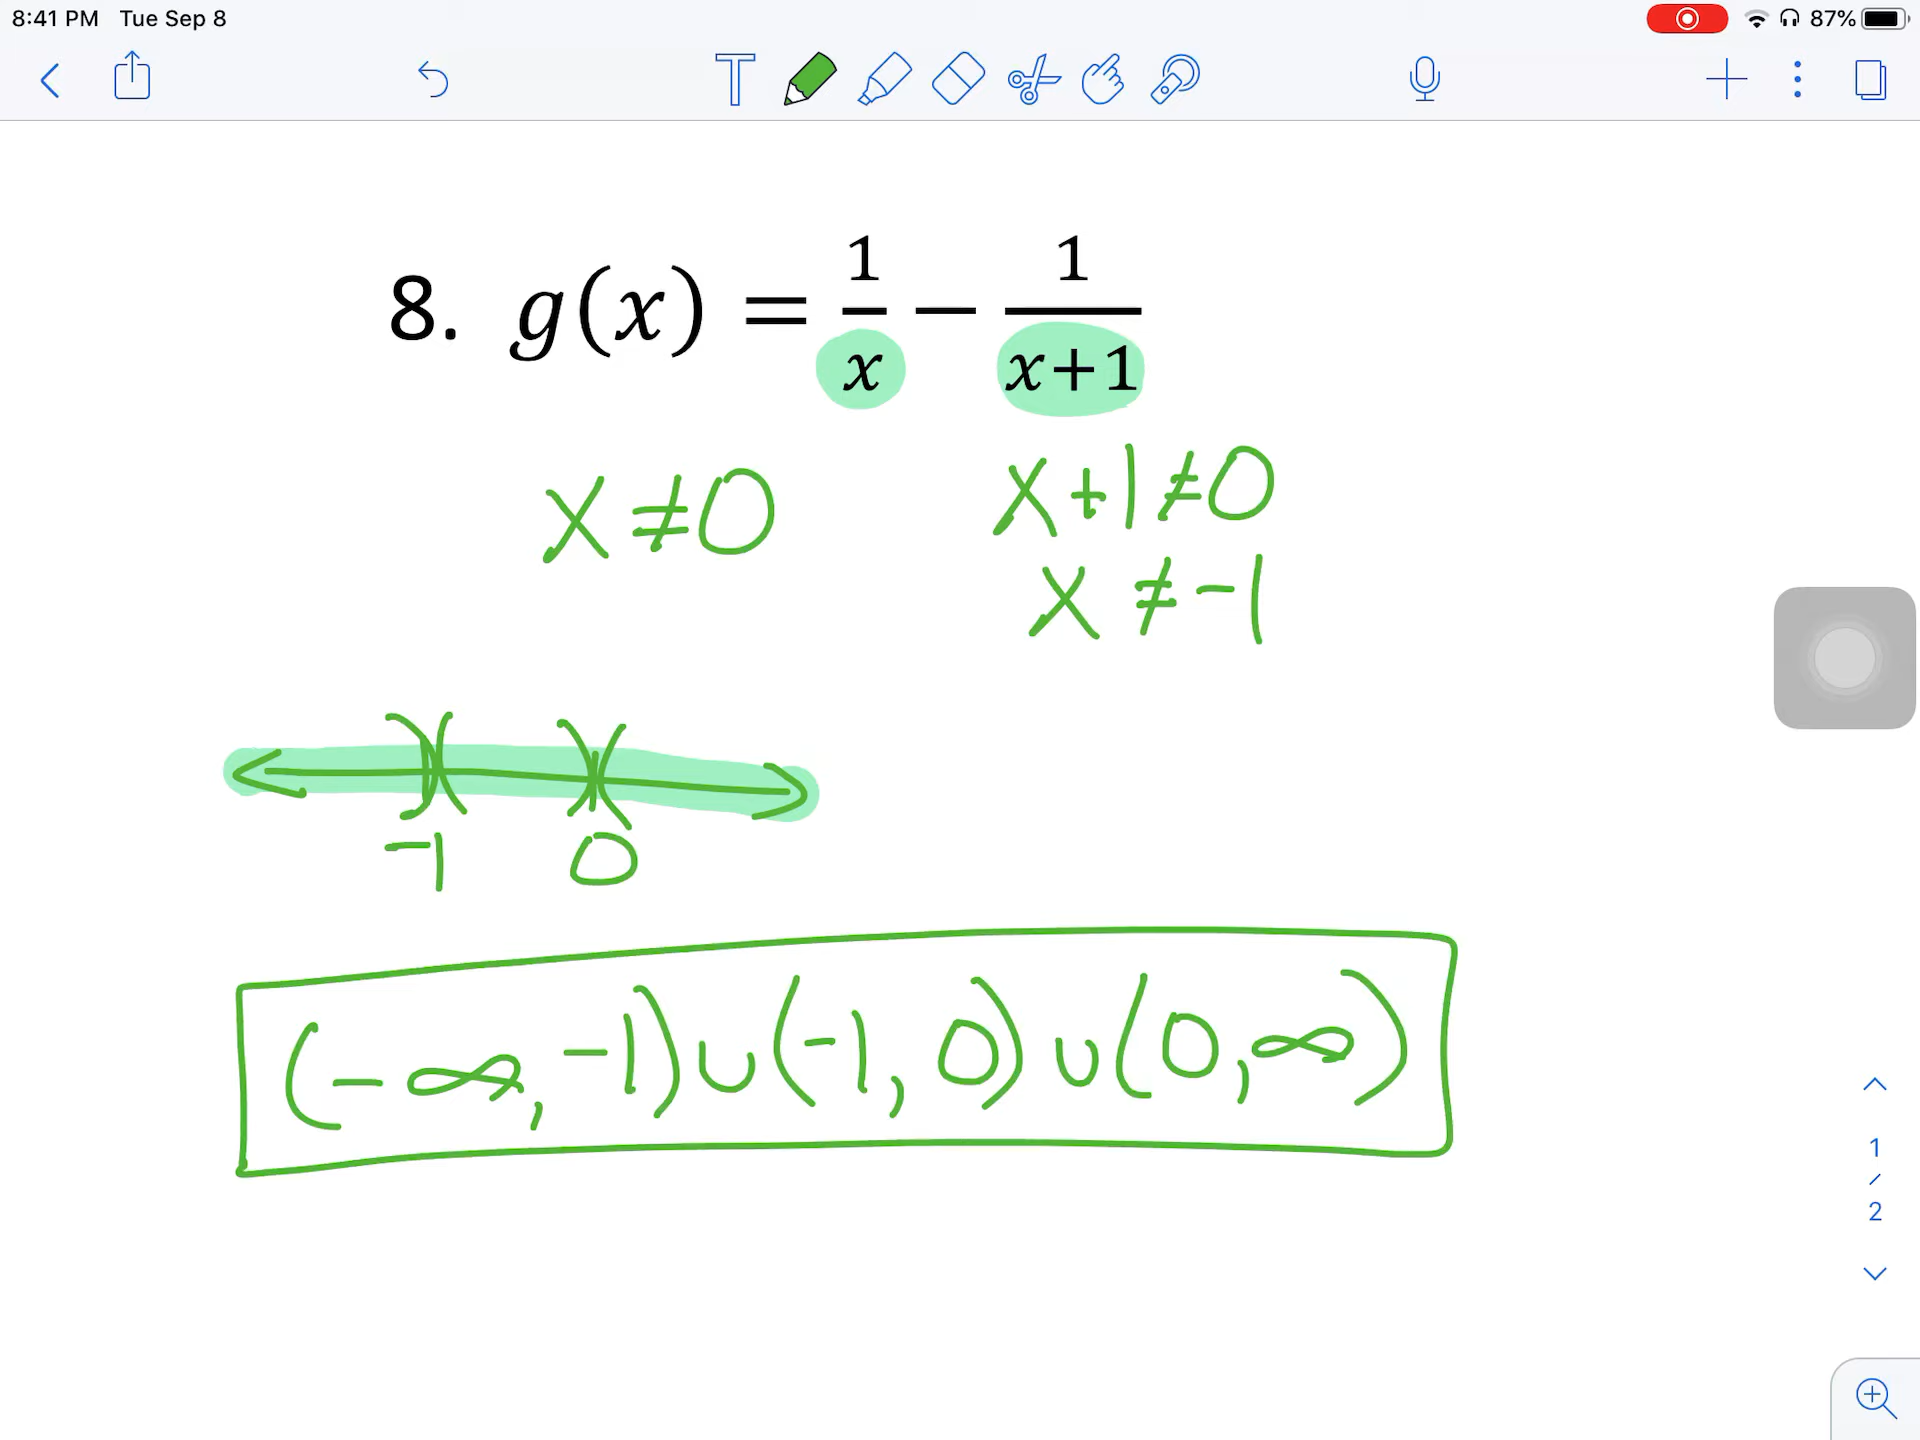 8:41 PM Tue Sep 8 87%
8. g(x) = 1/x − 1/(x+1)
x ≠ 0 x+1 ≠ 0
x ≠ -1
-1 0
(-∞, -1) ∪ (-1, 0) ∪ (0, ∞)
1
/
2